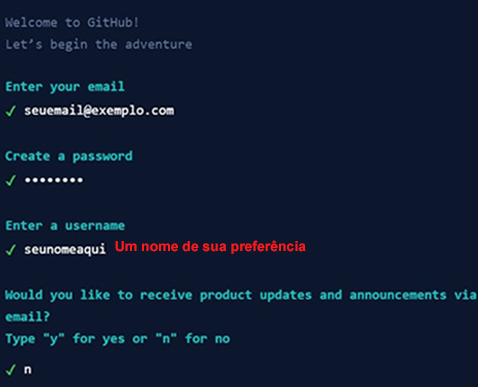 Welcome to GitHub!
Let's begin the adventure
Enter your email
✓ seuemail@exemplo.com
Create a password
✓ ••••••••
Enter a username
✓ seunomeaqui Um nome de sua preferência
Would you like to receive product updates and announcements via
email?
Type "y" for yes or "n" for no
✓ n